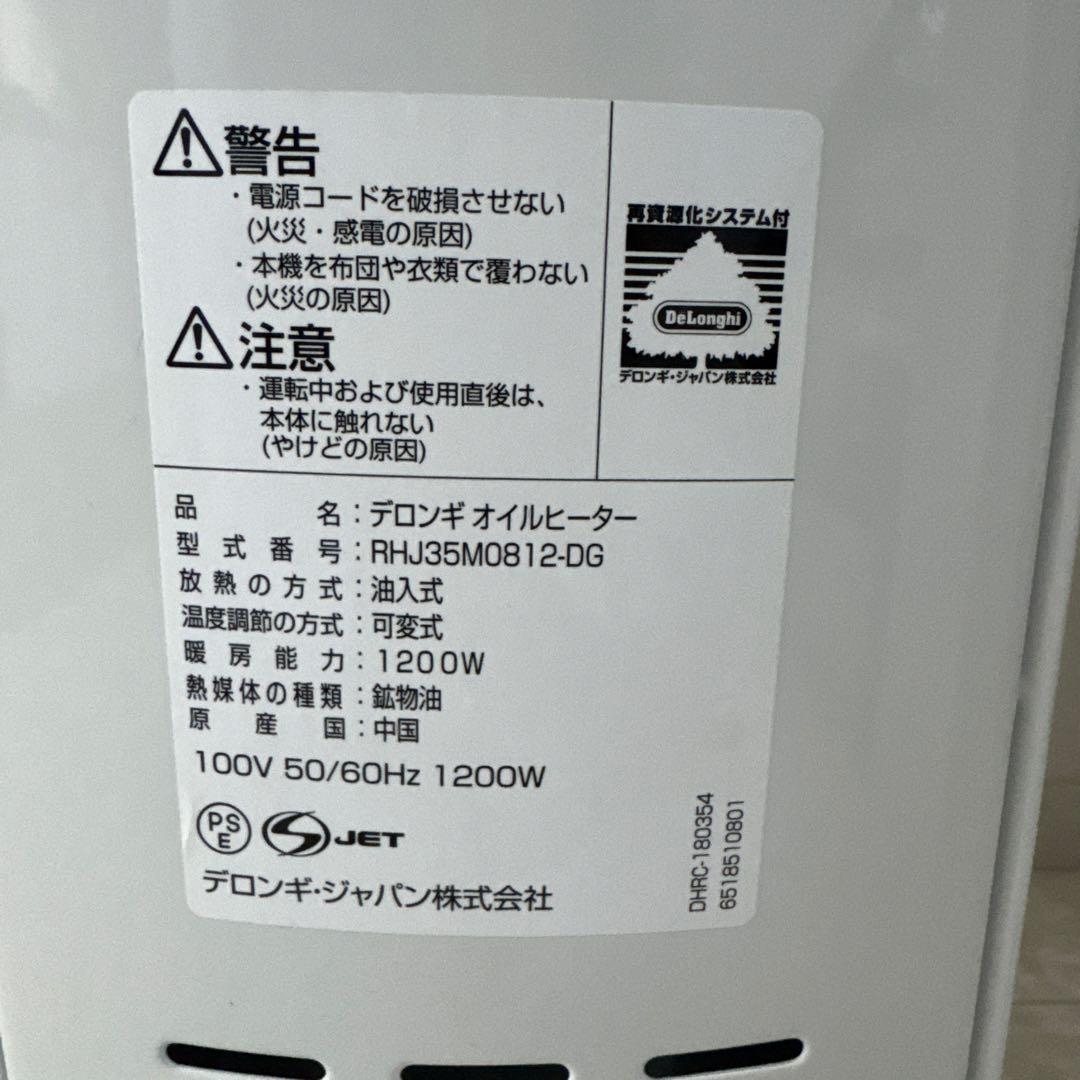 警告
・電源コードを破損させない
(火災・感電の原因)
・本機を布団や衣類で覆わない
(火災の原因)
注意
・運転中および使用直後は、
本体に触れない
(やけどの原因)
再資源化システム付
DeLonghi
デロンギ・ジャパン株式会社
品名：デロンギ オイルヒーター
型式番号：RHJ35M0812-DG
放熱の方式：油入式
温度調節の方式：可変式
暖房能力：1200W
熱媒体の種類：鉱物油
原産国：中国
100V 50/60Hz 1200W
PSE
S JET
デロンギ・ジャパン株式会社
DHRC-180354
6518510801